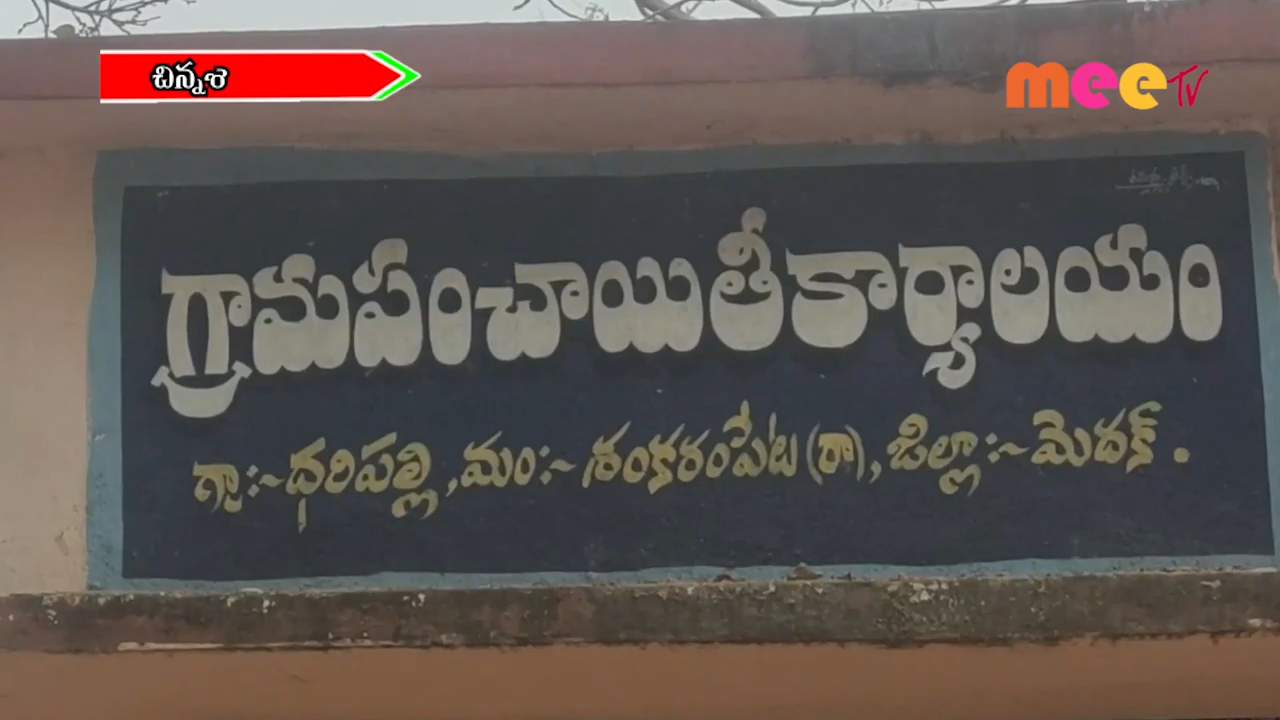 చిన్నశ
mee TV
గ్రామపంచాయితీకార్యాలయం
గ్రా:-ధరిపల్లి,మం:-శంకరంపేట(రా),జిల్లా:-మెదక్.